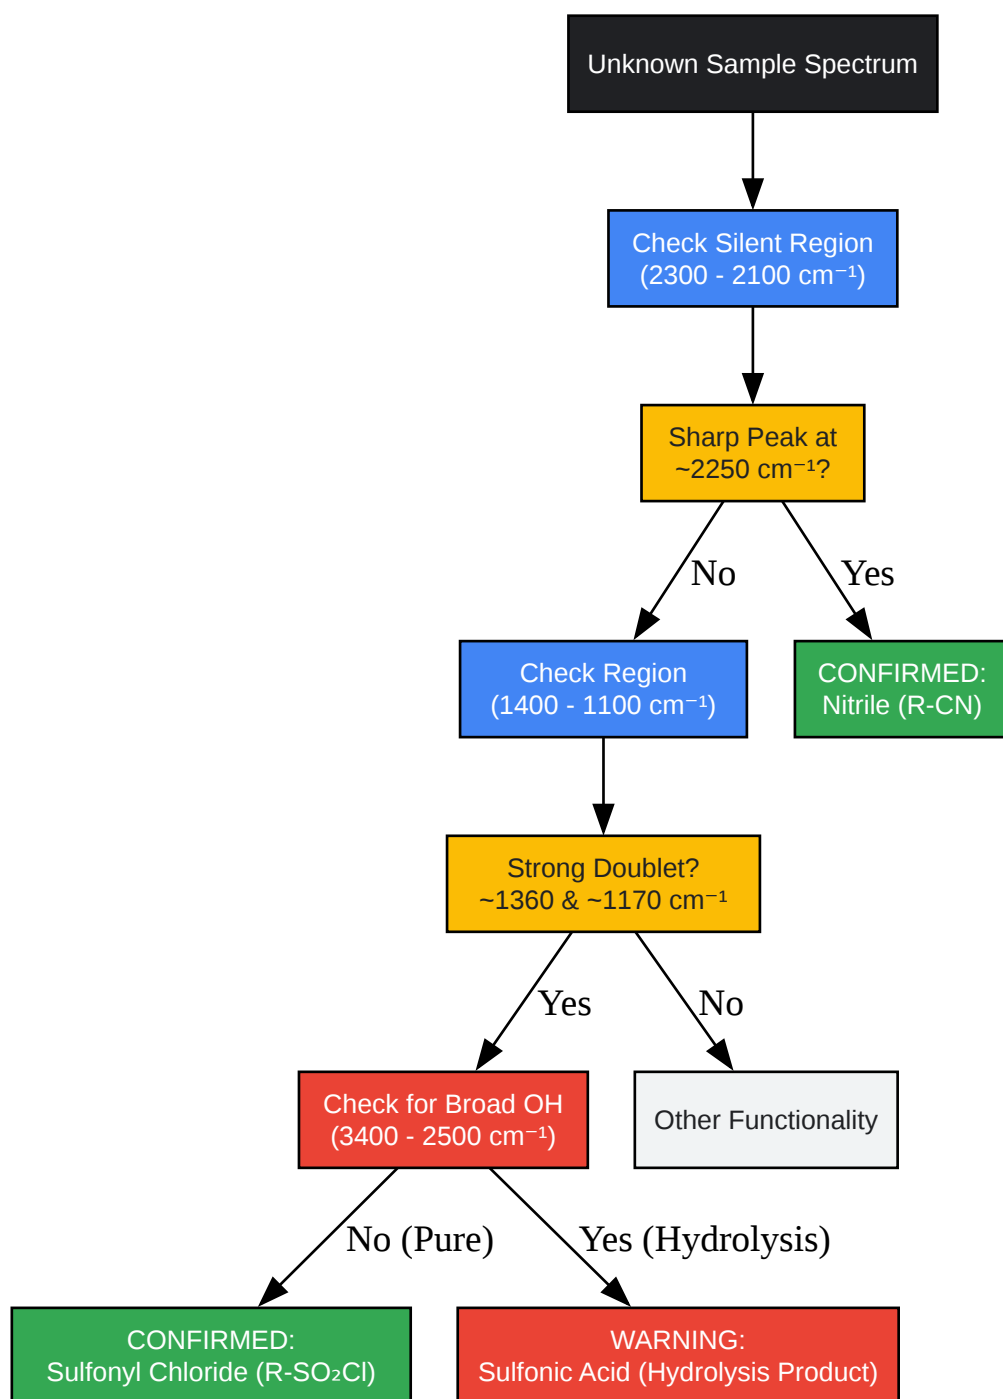 Unknown Sample Spectrum
Check Silent Region
(2300 - 2100 cm⁻¹)
Sharp Peak at
~2250 cm⁻¹?
No
Yes
Check Region
(1400 - 1100 cm⁻¹)
CONFIRMED:
Nitrile (R-CN)
Strong Doublet?
~1360 & ~1170 cm⁻¹
Yes
No
Check for Broad OH
(3400 - 2500 cm⁻¹)
Other Functionality
No (Pure)
Yes (Hydrolysis)
CONFIRMED:
Sulfonyl Chloride (R-SO₂Cl)
WARNING:
Sulfonic Acid (Hydrolysis Product)